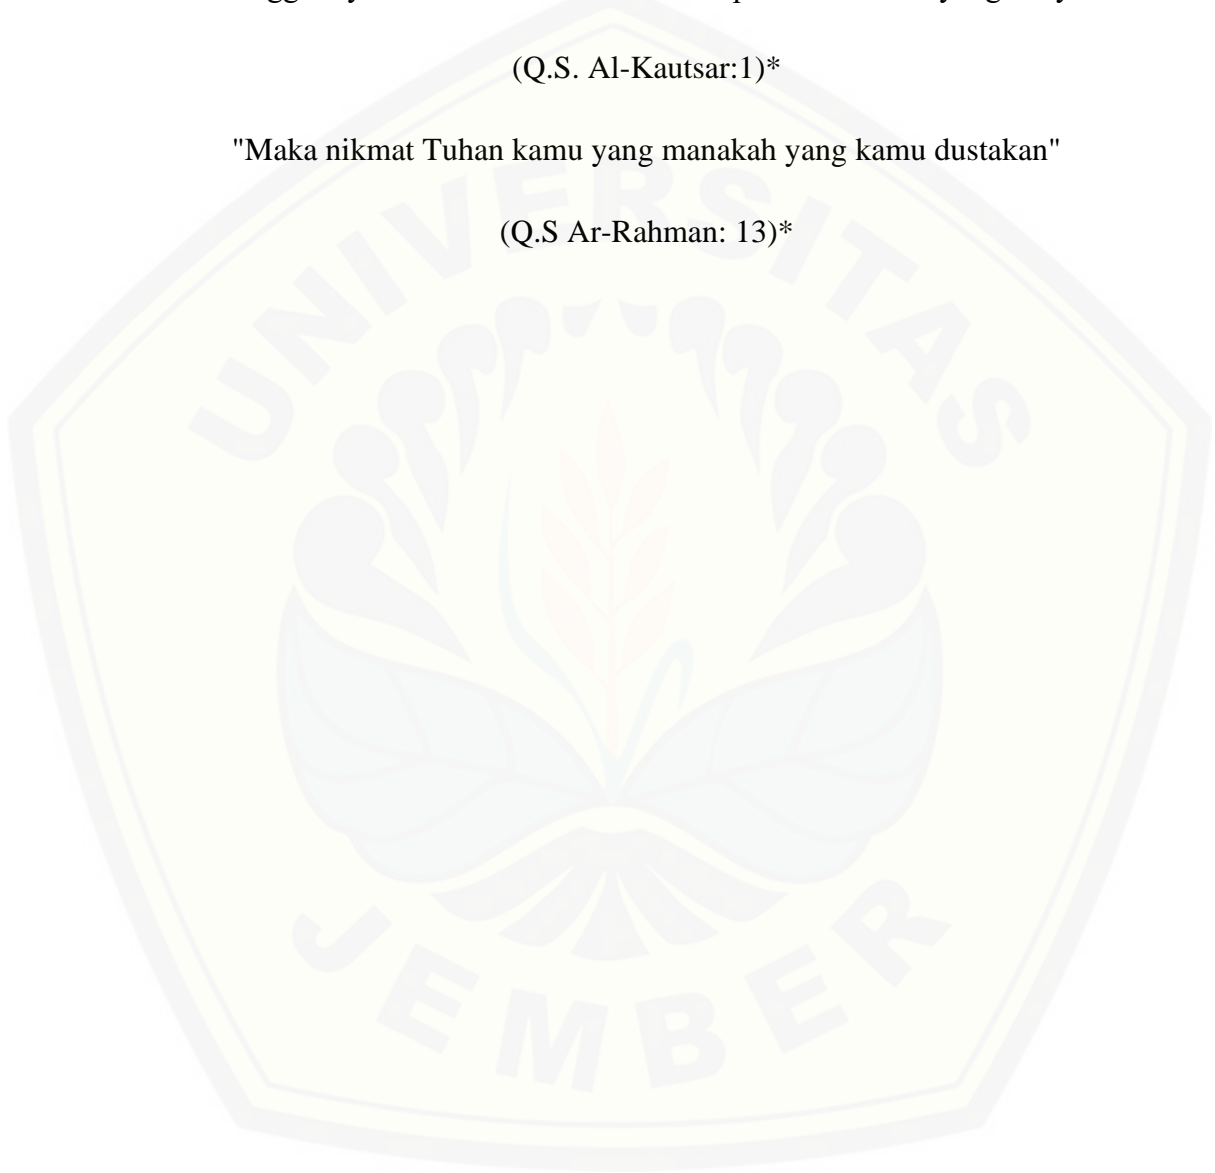 (Q.S. Al-Kautsar:1)*
"Maka nikmat Tuhan kamu yang manakah yang kamu dustakan"
(Q.S Ar-Rahman: 13)*
UNIVERSITAS
JEMBER